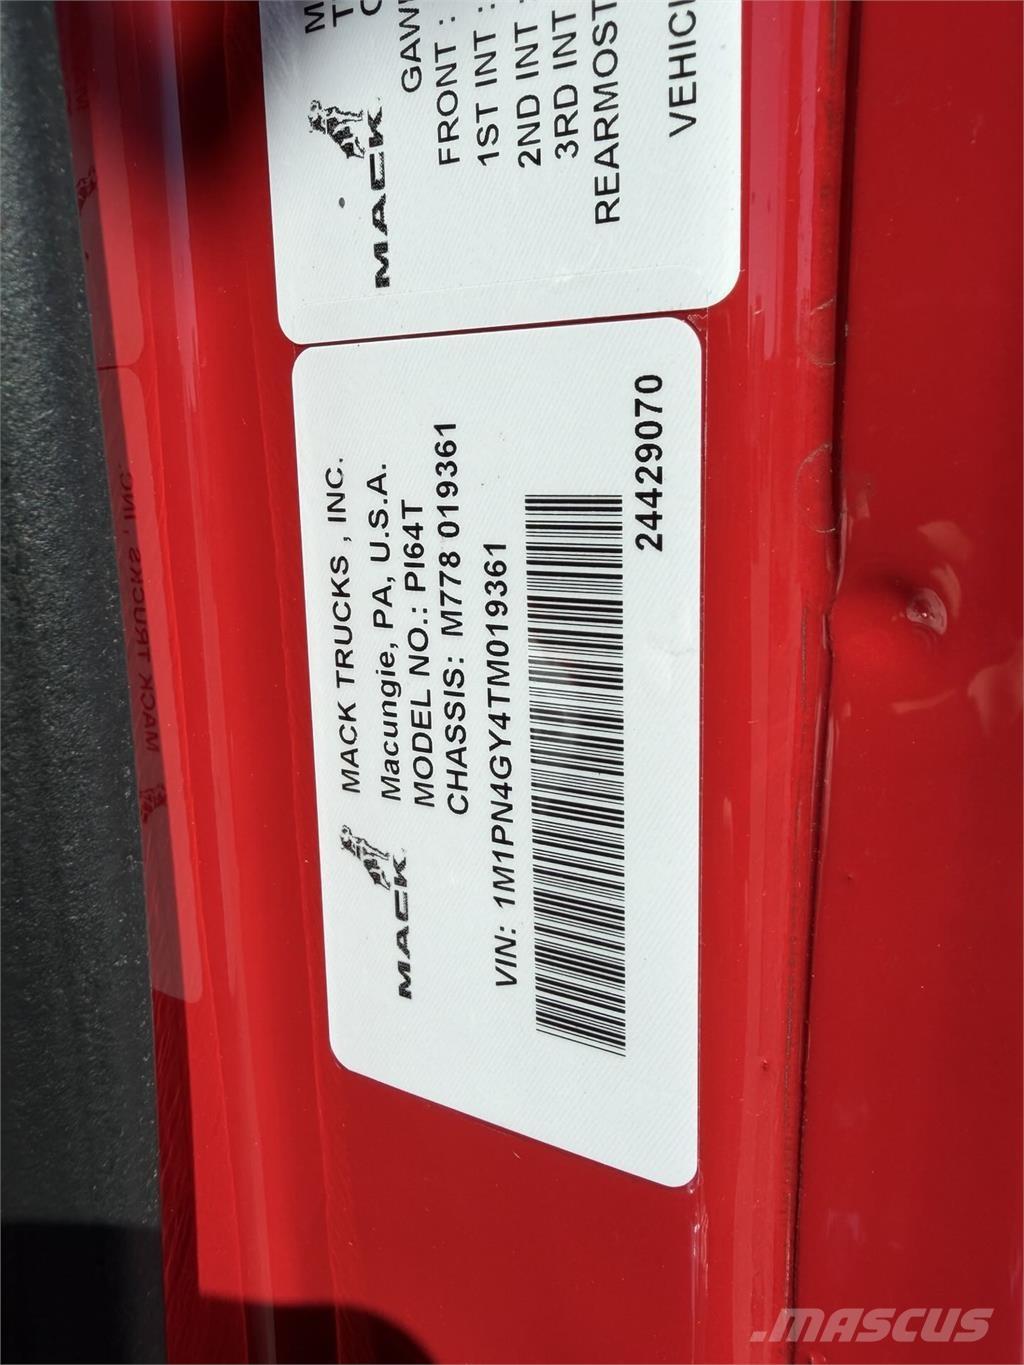 MACK
GAW
FRONT :
1ST INT :
2ND INT :
3RD INT
REARMOST
VEHIC
MACK
MACK TRUCKS , INC.
Macungie, PA, U.S.A.
MODEL NO.: PI64T
CHASSIS: M778 019361
VIN: 1M1PN4GY4TM019361
24429070
MACK TRUCKS , INC.
MASCUS